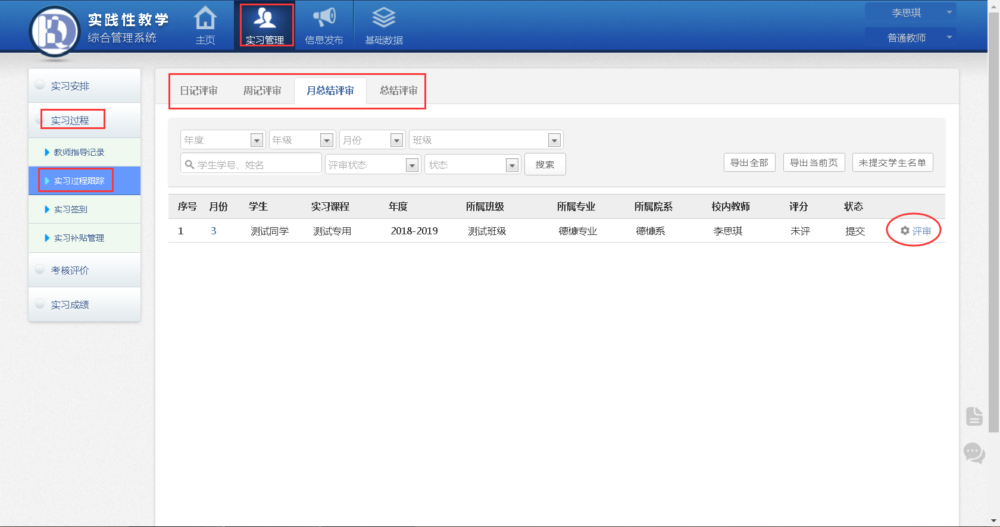 实践性教学
综合管理系统
主页
实习管理
信息发布
基础数据
李思琪
普通教师
实习安排
实习过程
教师指导记录
实习过程跟踪
实习签到
实习补贴管理
考核评价
实习成绩
日记评审 周记评审 月总结评审 总结评审
年度 年级 月份 班级
学生学号、姓名 评审状态 状态 搜索
导出全部 导出当前页 未提交学生名单
序号 月份 学生 实习课程 年度 所属班级 所属专业 所属院系 校内教师 评分 状态
1 3 测试同学 测试专用 2018-2019 测试班级 德慷专业 德慷系 李思琪 未评 提交 评审